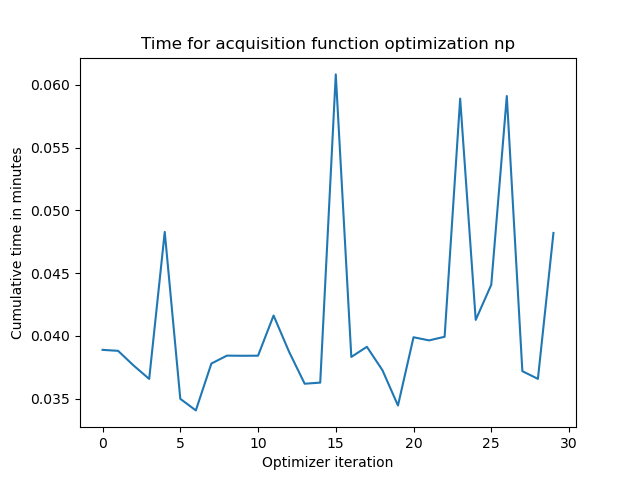 Time for acquisition function optimization np
Cumulative time in minutes
0.060
0.055
0.050
0.045
0.040
0.035
0 5 10 15 20 25 30
Optimizer iteration